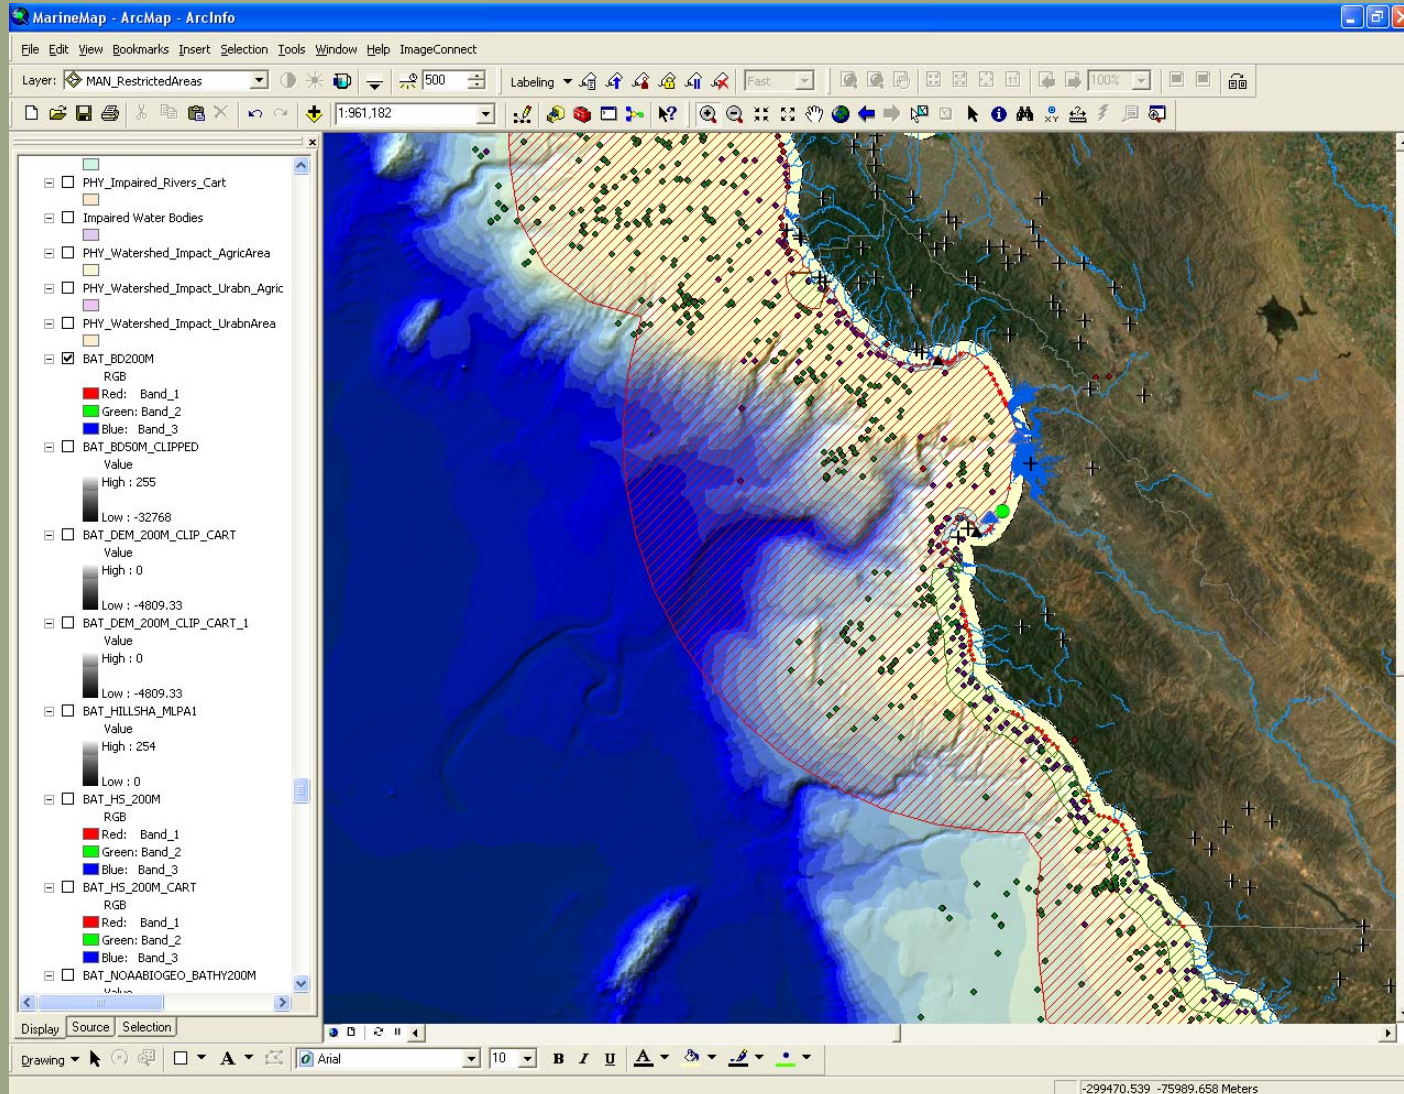 MarineMap - ArcMap - ArcInfo
File Edit View Bookmarks Insert Selection Tools Window Help ImageConnect
Layer: MAN_RestrictedAreas 500 Labeling Fast 100%
1:961,182
PHY_Impaired_Rivers_Cart
Impaired Water Bodies
PHY_Watershed_Impact_AgricArea
PHY_Watershed_Impact_Urabn_Agric
PHY_Watershed_Impact_UrabnArea
BAT_BD200M
RGB
Red: Band_1
Green: Band_2
Blue: Band_3
BAT_BD50M_CLIPPED
Value
High : 255
Low : -32768
BAT_DEM_200M_CLIP_CART
Value
High : 0
Low : -4809.33
BAT_DEM_200M_CLIP_CART_1
Value
High : 0
Low : -4809.33
BAT_HILLSHA_MLPA1
Value
High : 254
Low : 0
BAT_HS_200M
RGB
Red: Band_1
Green: Band_2
Blue: Band_3
BAT_HS_200M_CART
RGB
Red: Band_1
Green: Band_2
Blue: Band_3
BAT_NOAABIOGEO_BATHY200M
Value
Display Source Selection
Drawing A Arial 10 B I U A
-299470.539 -75989.658 Meters